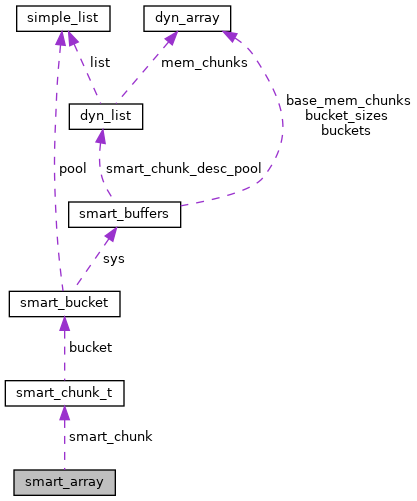 simple_list
dyn_array
list
mem_chunks
base_mem_chunks
bucket_sizes
buckets
dyn_list
pool
smart_chunk_desc_pool
smart_buffers
sys
smart_bucket
bucket
smart_chunk_t
smart_chunk
smart_array